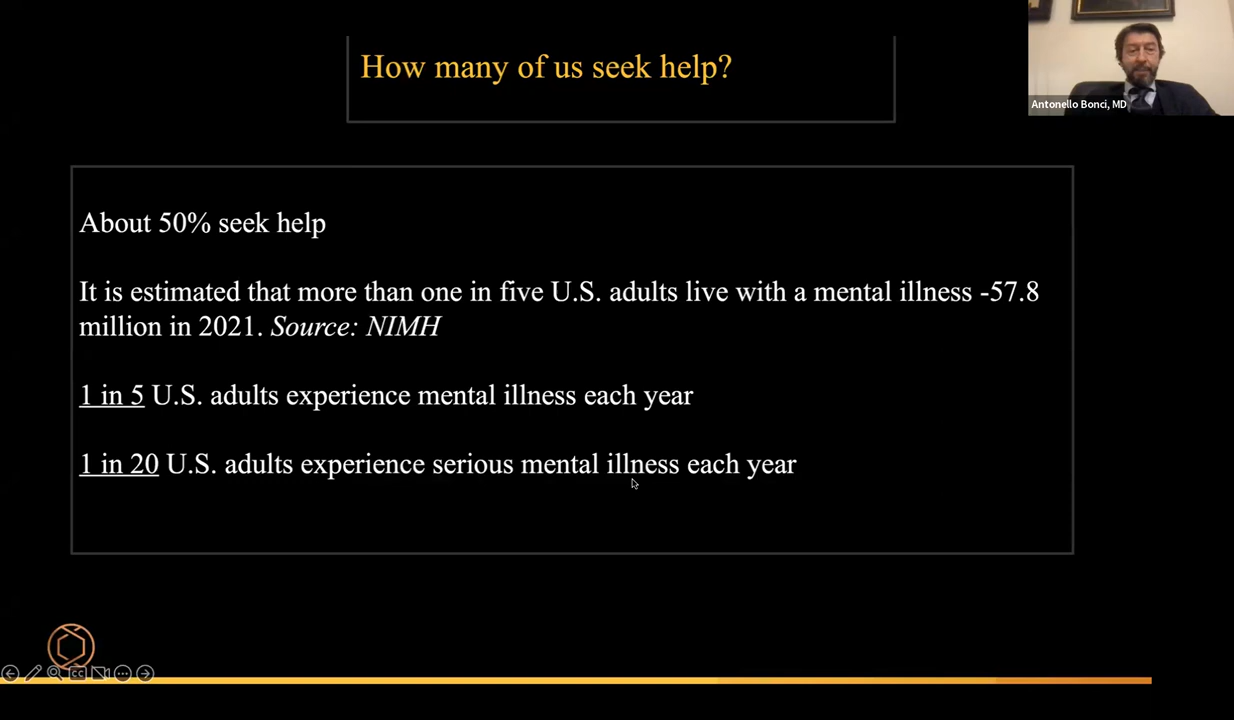 How many of us seek help?
Antonello Bonci, MD
About 50% seek help
It is estimated that more than one in five U.S. adults live with a mental illness -57.8
million in 2021. Source: NIMH
1 in 5 U.S. adults experience mental illness each year
1 in 20 U.S. adults experience serious mental illness each year
CC